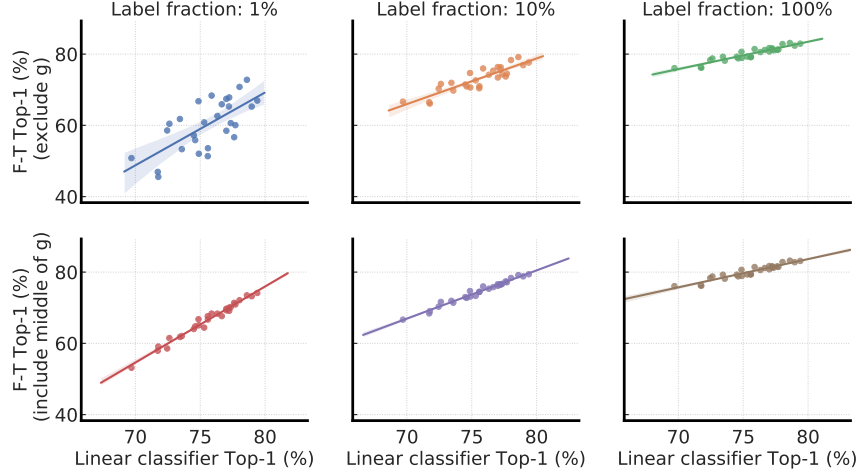 Label fraction: 1%
Label fraction: 10%
Label fraction: 100%
F-T Top-1 (%)
(exclude g)
80
60
40
F-T Top-1 (%)
(include middle of g)
80
60
40
70 75 80
70 75 80
70 75 80
Linear classifier Top-1 (%)
Linear classifier Top-1 (%)
Linear classifier Top-1 (%)